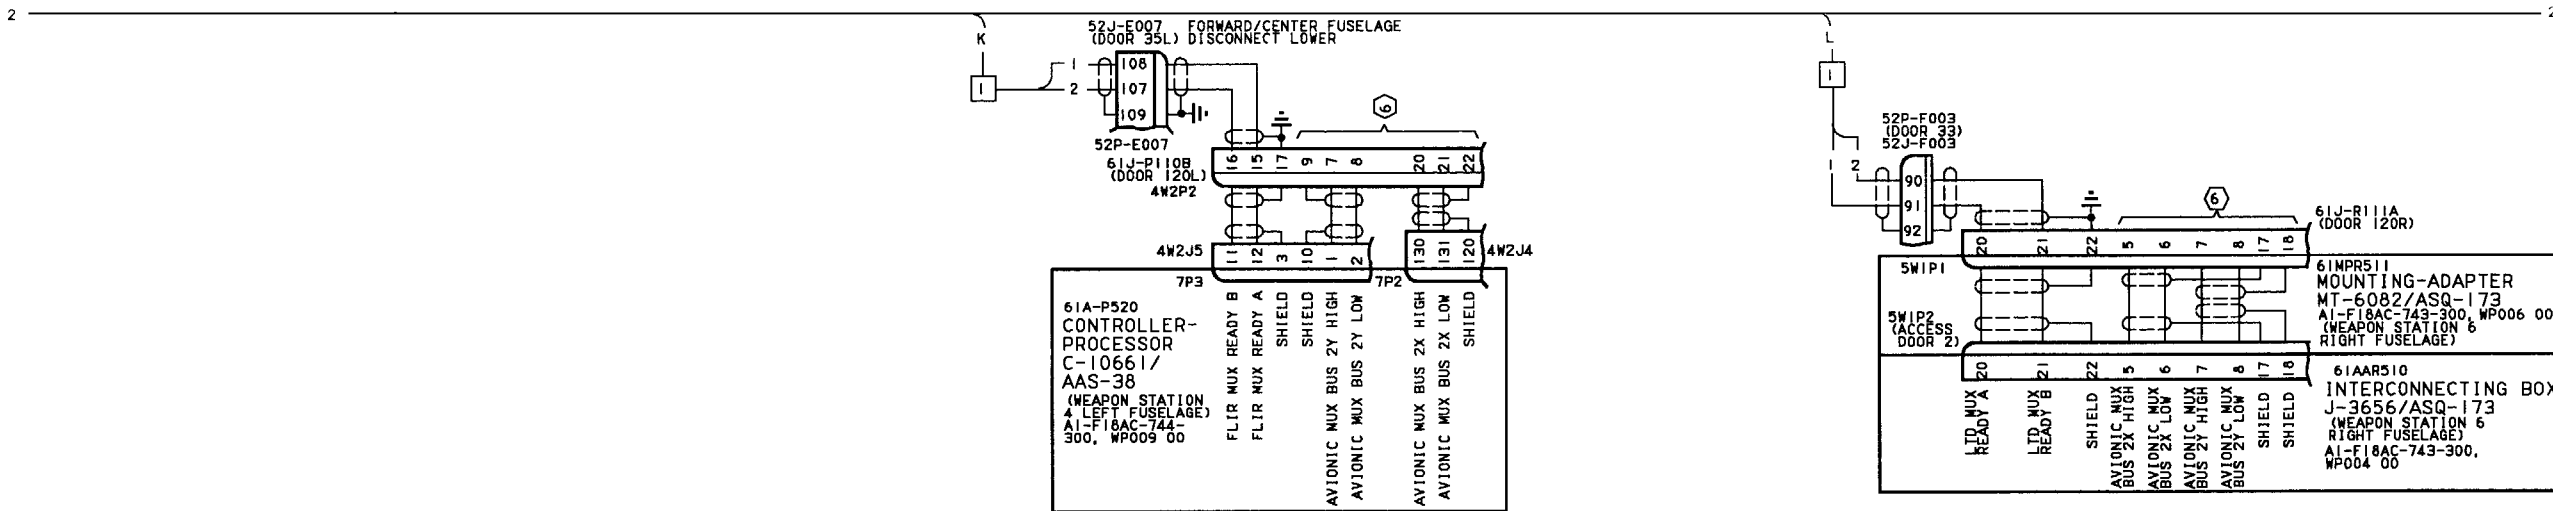 2
2
K
1
52J-E007 FORWARD/CENTER FUSELAGE
(DOOR 35L) DISCONNECT LOWER
1
2
108
107
109
52P-E007
61J-P110B
(DOOR 120L)
6
16 15 17 9 7 8 20 21 22
4W2P2
4W2J5
11 12 3 10 1 2
130 131 120
4W2J4
7P3
7P2
61A-P520
CONTROLLER-
PROCESSOR
C-10661/
AAS-38
(WEAPON STATION
4 LEFT FUSELAGE)
A1-F18AC-744-
300, WP009 00
FLIR MUX READY B
FLIR MUX READY A
SHIELD
SHIELD
AVIONIC MUX BUS 2Y HIGH
AVIONIC MUX BUS 2Y LOW
AVIONIC MUX BUS 2X HIGH
AVIONIC MUX BUS 2X LOW
SHIELD
L
1
1
2
52P-F003
(DOOR 33)
52J-F003
90
91
92
6
61J-R111A
(DOOR 120R)
20 21 22 5 6 7 8 17 18
5W1P1
61MPR511
MOUNTING-ADAPTER
MT-6082/ASQ-173
A1-F18AC-743-300, WP006 00
(WEAPON STATION 6
RIGHT FUSELAGE)
5W1P2
(ACCESS
DOOR 2)
20 21 22 5 6 7 8 17 18
LTD MUX
READY A
LTD MUX
READY B
SHIELD
AVIONIC MUX
BUS 2X HIGH
AVIONIC MUX
BUS 2X LOW
AVIONIC MUX
BUS 2Y HIGH
AVIONIC MUX
BUS 2Y LOW
SHIELD
SHIELD
61AAR510
INTERCONNECTING BOX
J-3656/ASQ-173
(WEAPON STATION 6
RIGHT FUSELAGE)
A1-F18AC-743-300,
WP004 00